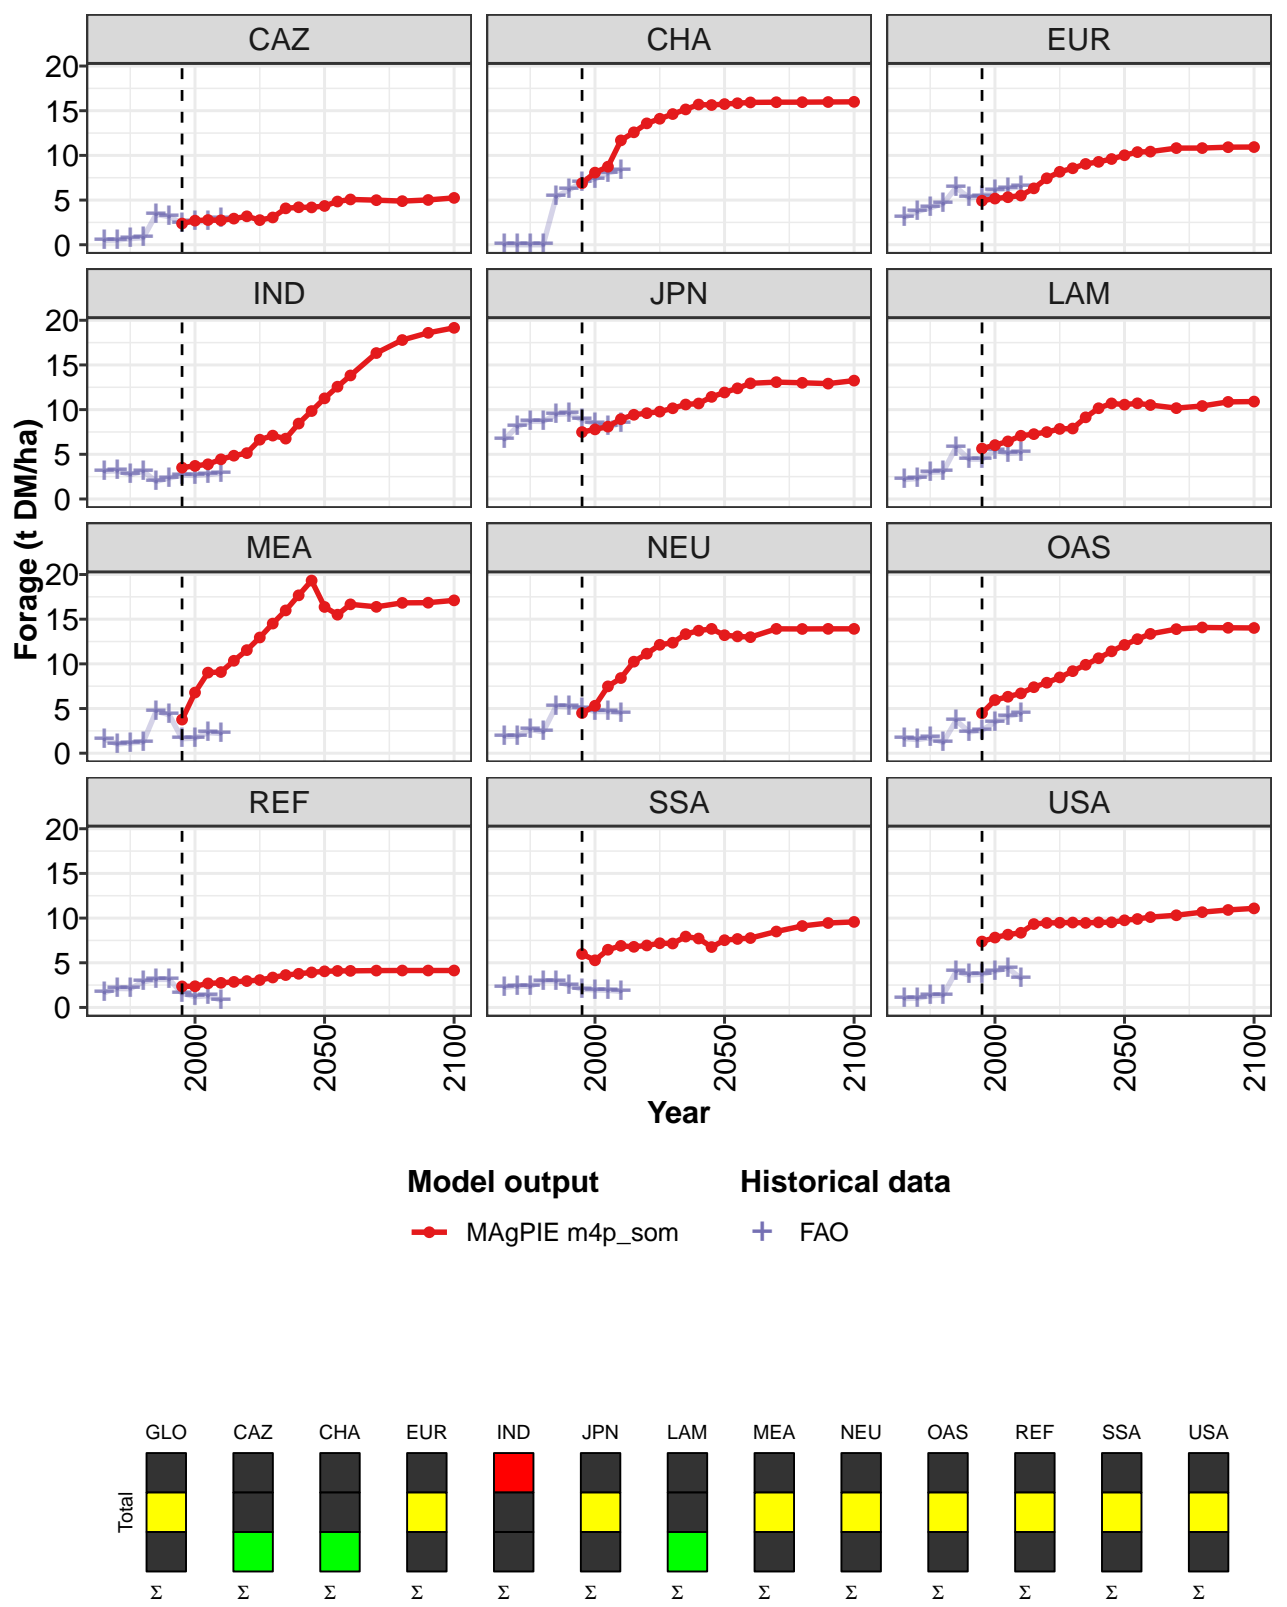 CAZ CHA EUR
20
15
10
5
0
IND JPN LAM
20
15
10
5
0
MEA NEU OAS
20
15
10
5
0
REF SSA USA
20
15
10
5
0
Forage (t DM/ha)
2000 2050 2100 2000 2050 2100 2000 2050 2100
Year
Model output Historical data
MAgPIE m4p_som FAO
GLO CAZ CHA EUR IND JPN LAM MEA NEU OAS REF SSA USA
Total
Σ Σ Σ Σ Σ Σ Σ Σ Σ Σ Σ Σ Σ